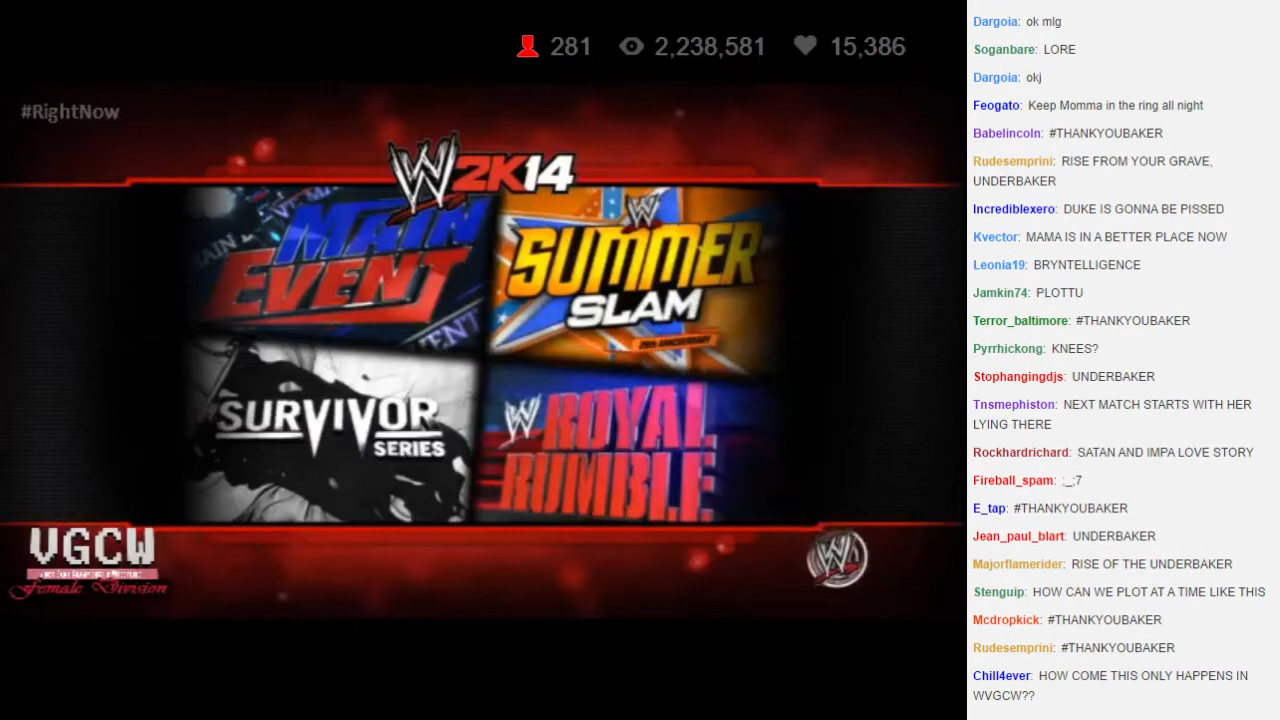 281 2,238,581 15,386
#RightNow
W 2K14
MAIN EVENT
W
SUMMER
SLAM
SURVIVOR
SERIES
W ROYAL
RUMBLE
VGCW
Female Division
W
Dargoia: ok mlg
Soganbare: LORE
Dargoia: okj
Feogato: Keep Momma in the ring all night
Babelincoln: #THANKYOUBAKER
Rudesemprini: RISE FROM YOUR GRAVE,
UNDERBAKER
Incrediblexero: DUKE IS GONNA BE PISSED
Kvector: MAMA IS IN A BETTER PLACE NOW
Leonia19: BRYNTELLIGENCE
Jamkin74: PLOTTU
Terror_baltimore: #THANKYOUBAKER
Pyrrhickong: KNEES?
Stophangingdjs: UNDERBAKER
Tnsmephiston: NEXT MATCH STARTS WITH HER
LYING THERE
Rockhardrichard: SATAN AND IMPA LOVE STORY
Fireball_spam: ;_;7
E_tap: #THANKYOUBAKER
Jean_paul_blart: UNDERBAKER
Majorflamerider: RISE OF THE UNDERBAKER
Stenguip: HOW CAN WE PLOT AT A TIME LIKE THIS
Mcdropkick: #THANKYOUBAKER
Rudesemprini: #THANKYOUBAKER
Chill4ever: HOW COME THIS ONLY HAPPENS IN
WVGCW??